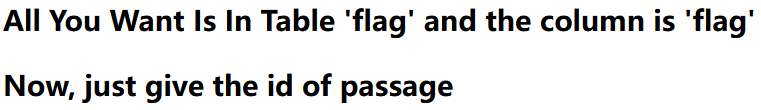 All You Want Is In Table 'flag' and the column is 'flag'
Now, just give the id of passage